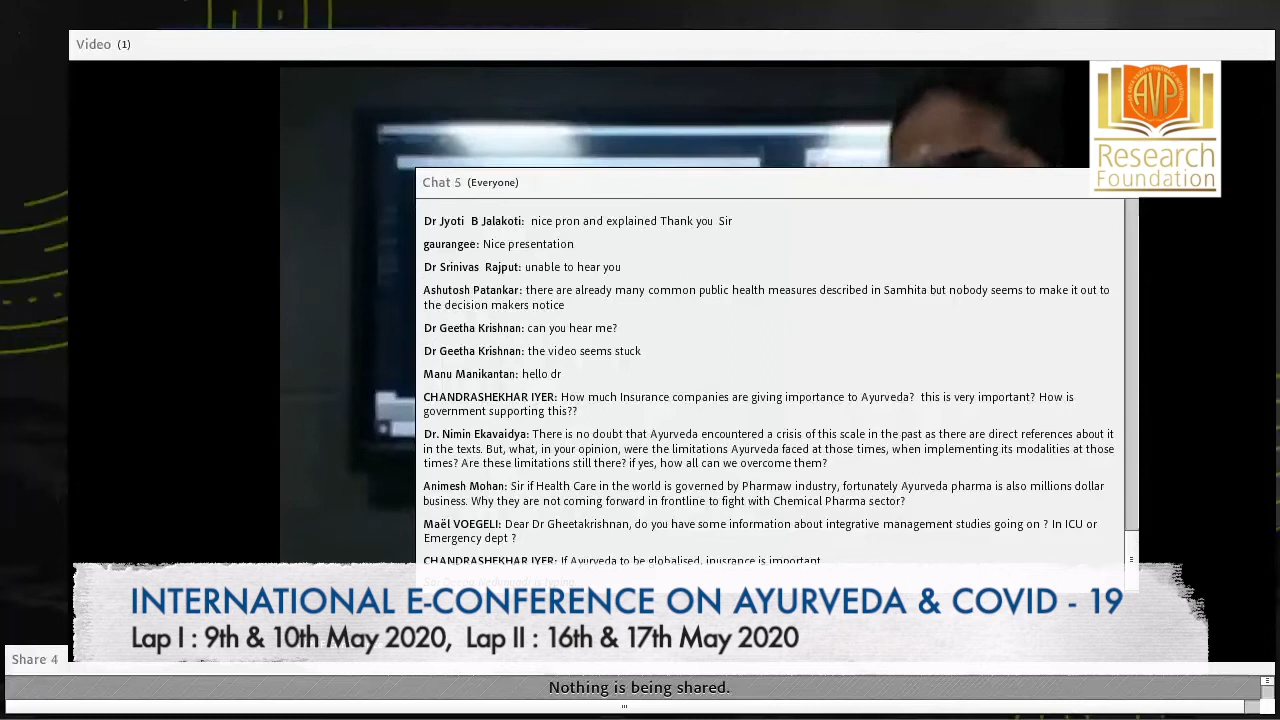 Video (1)
AVP
Research
Foundation
Chat 5 (Everyone)
Dr Jyoti B Jalakoti: nice pron and explained Thank you Sir
gaurangee: Nice presentation
Dr Srinivas Rajput: unable to hear you
Ashutosh Patankar: there are already many common public health measures described in Samhita but nobody seems to make it out to
the decision makers notice
Dr Geetha Krishnan: can you hear me?
Dr Geetha Krishnan: the video seems stuck
Manu Manikantan: hello dr
CHANDRASHEKHAR IYER: How much Insurance companies are giving importance to Ayurveda? this is very important? How is
government supporting this??
Dr. Nimin Ekavaidya: There is no doubt that Ayurveda encountered a crisis of this scale in the past as there are direct references about it
in the texts. But, what, in your opinion, were the limitations Ayurveda faced at those times, when implementing its modalities at those
times? Are these limitations still there? if yes, how all can we overcome them?
Animesh Mohan: Sir if Health Care in the world is governed by Pharmaw industry, fortunately Ayurveda pharma is also millions dollar
business. Why they are not coming forward in frontline to fight with Chemical Pharma sector?
Maël VOEGELI: Dear Dr Gheetakrishnan, do you have some information about integrative management studies going on ? In ICU or
Emergency dept ?
CHANDRASHEKHAR IYER: If Ayurveda to be globalised, inusrance is important
INTERNATIONAL E-CONFERENCE ON AYURVEDA & COVID - 19
Lap I : 9th & 10th May 2020, Lap II : 16th & 17th May 2020
Share 4
Nothing is being shared.